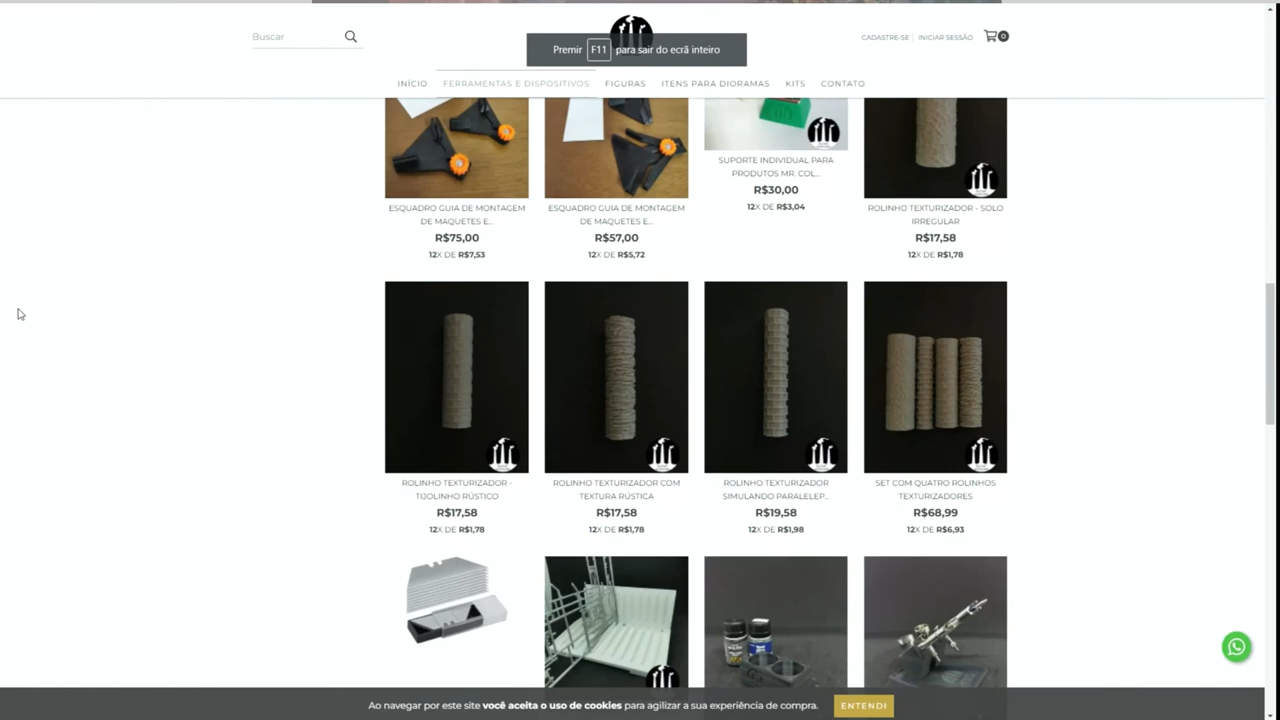 Buscar
Premir F11 para sair do ecrã inteiro
CADASTRE-SE | INICIAR SESSÃO
0
INÍCIO
FERRAMENTAS E DISPOSITIVOS
FIGURAS
ITENS PARA DIORAMAS
KITS
CONTATO
ESQUADRO GUIA DE MONTAGEM
DE MAQUETES E...
R$75,00
12X DE R$7,53
ESQUADRO GUIA DE MONTAGEM
DE MAQUETES E...
R$57,00
12X DE R$5,72
SUPORTE INDIVIDUAL PARA
PRODUTOS MR. COL...
R$30,00
12X DE R$3,04
ROLINHO TEXTURIZADOR - SOLO
IRREGULAR
R$17,58
12X DE R$1,78
ROLINHO TEXTURIZADOR -
TIJOLINHO RÚSTICO
R$17,58
12X DE R$1,78
ROLINHO TEXTURIZADOR COM
TEXTURA RÚSTICA
R$17,58
12X DE R$1,78
ROLINHO TEXTURIZADOR
SIMULANDO PARALELEP...
R$19,58
12X DE R$1,98
SET COM QUATRO ROLINHOS
TEXTURIZADORES
R$68,99
12X DE R$6,93
Ao navegar por este site você aceita o uso de cookies para agilizar a sua experiência de compra.
ENTENDI